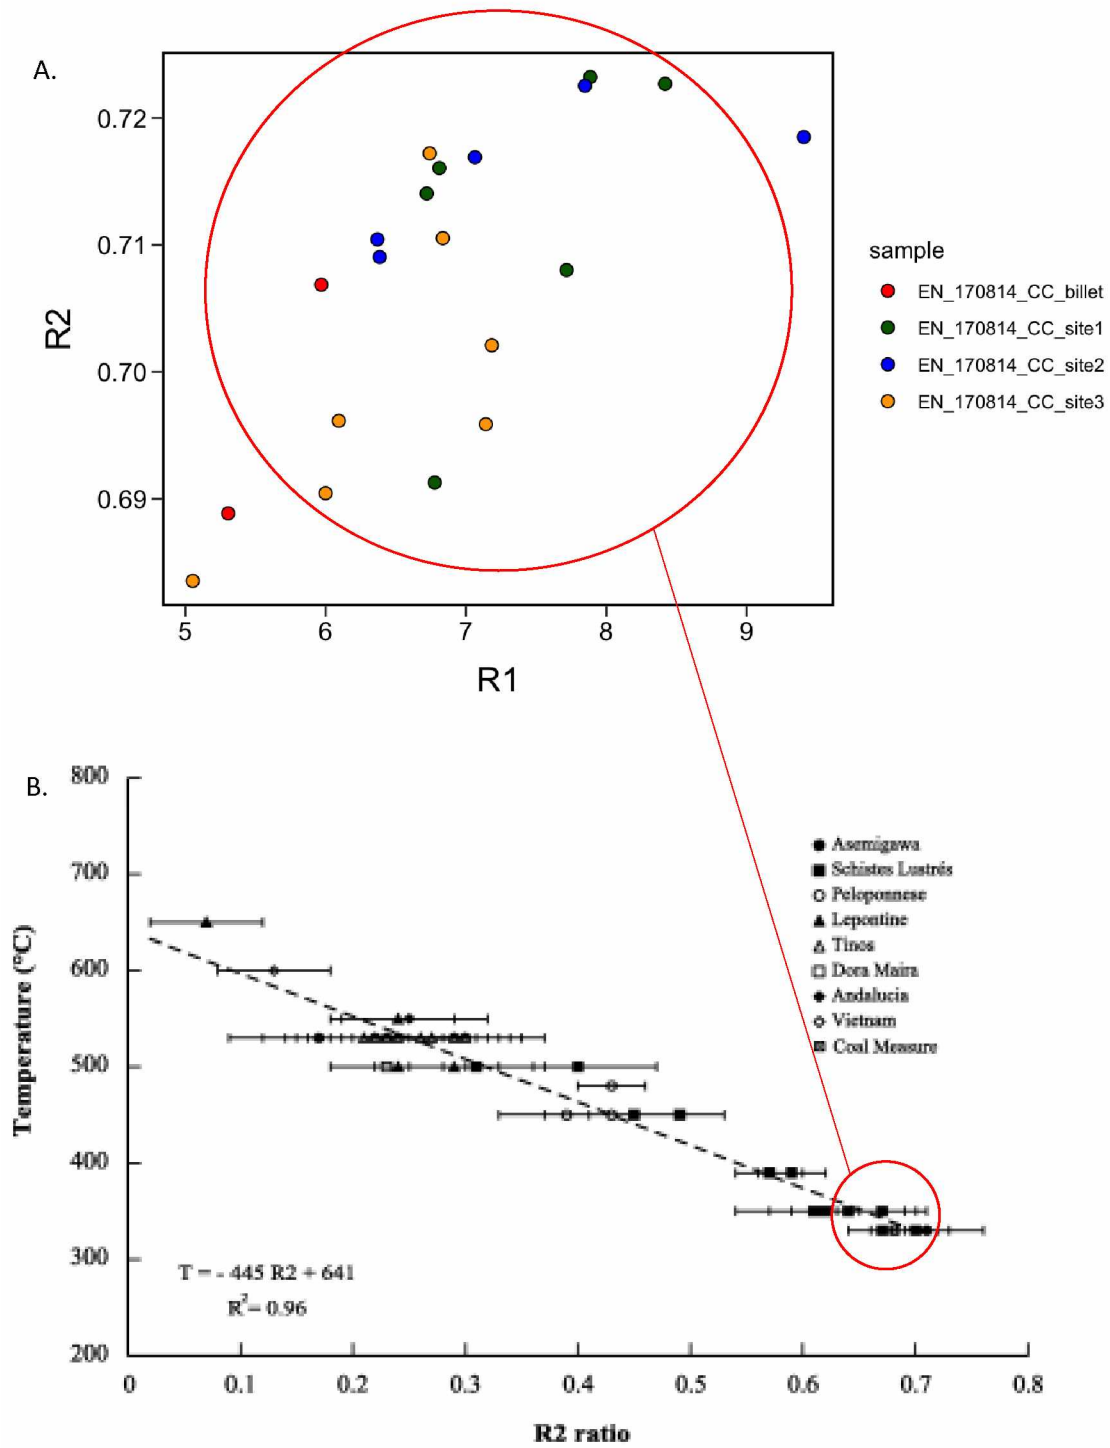 A.
0.72
0.71
0.70
0.69
R2
5 6 7 8 9
R1
sample
EN_170814_CC_billet
EN_170814_CC_site1
EN_170814_CC_site2
EN_170814_CC_site3
B.
800
700
600
500
400
300
200
Temperature (°C)
Asemigawa
Schistes Lustrés
Peloponnese
Lepontine
Tinos
Dora Maira
Andalucia
Vietnam
Coal Measure
T = - 445 R2 + 641
R²= 0.96
0 0.1 0.2 0.3 0.4 0.5 0.6 0.7 0.8
R2 ratio